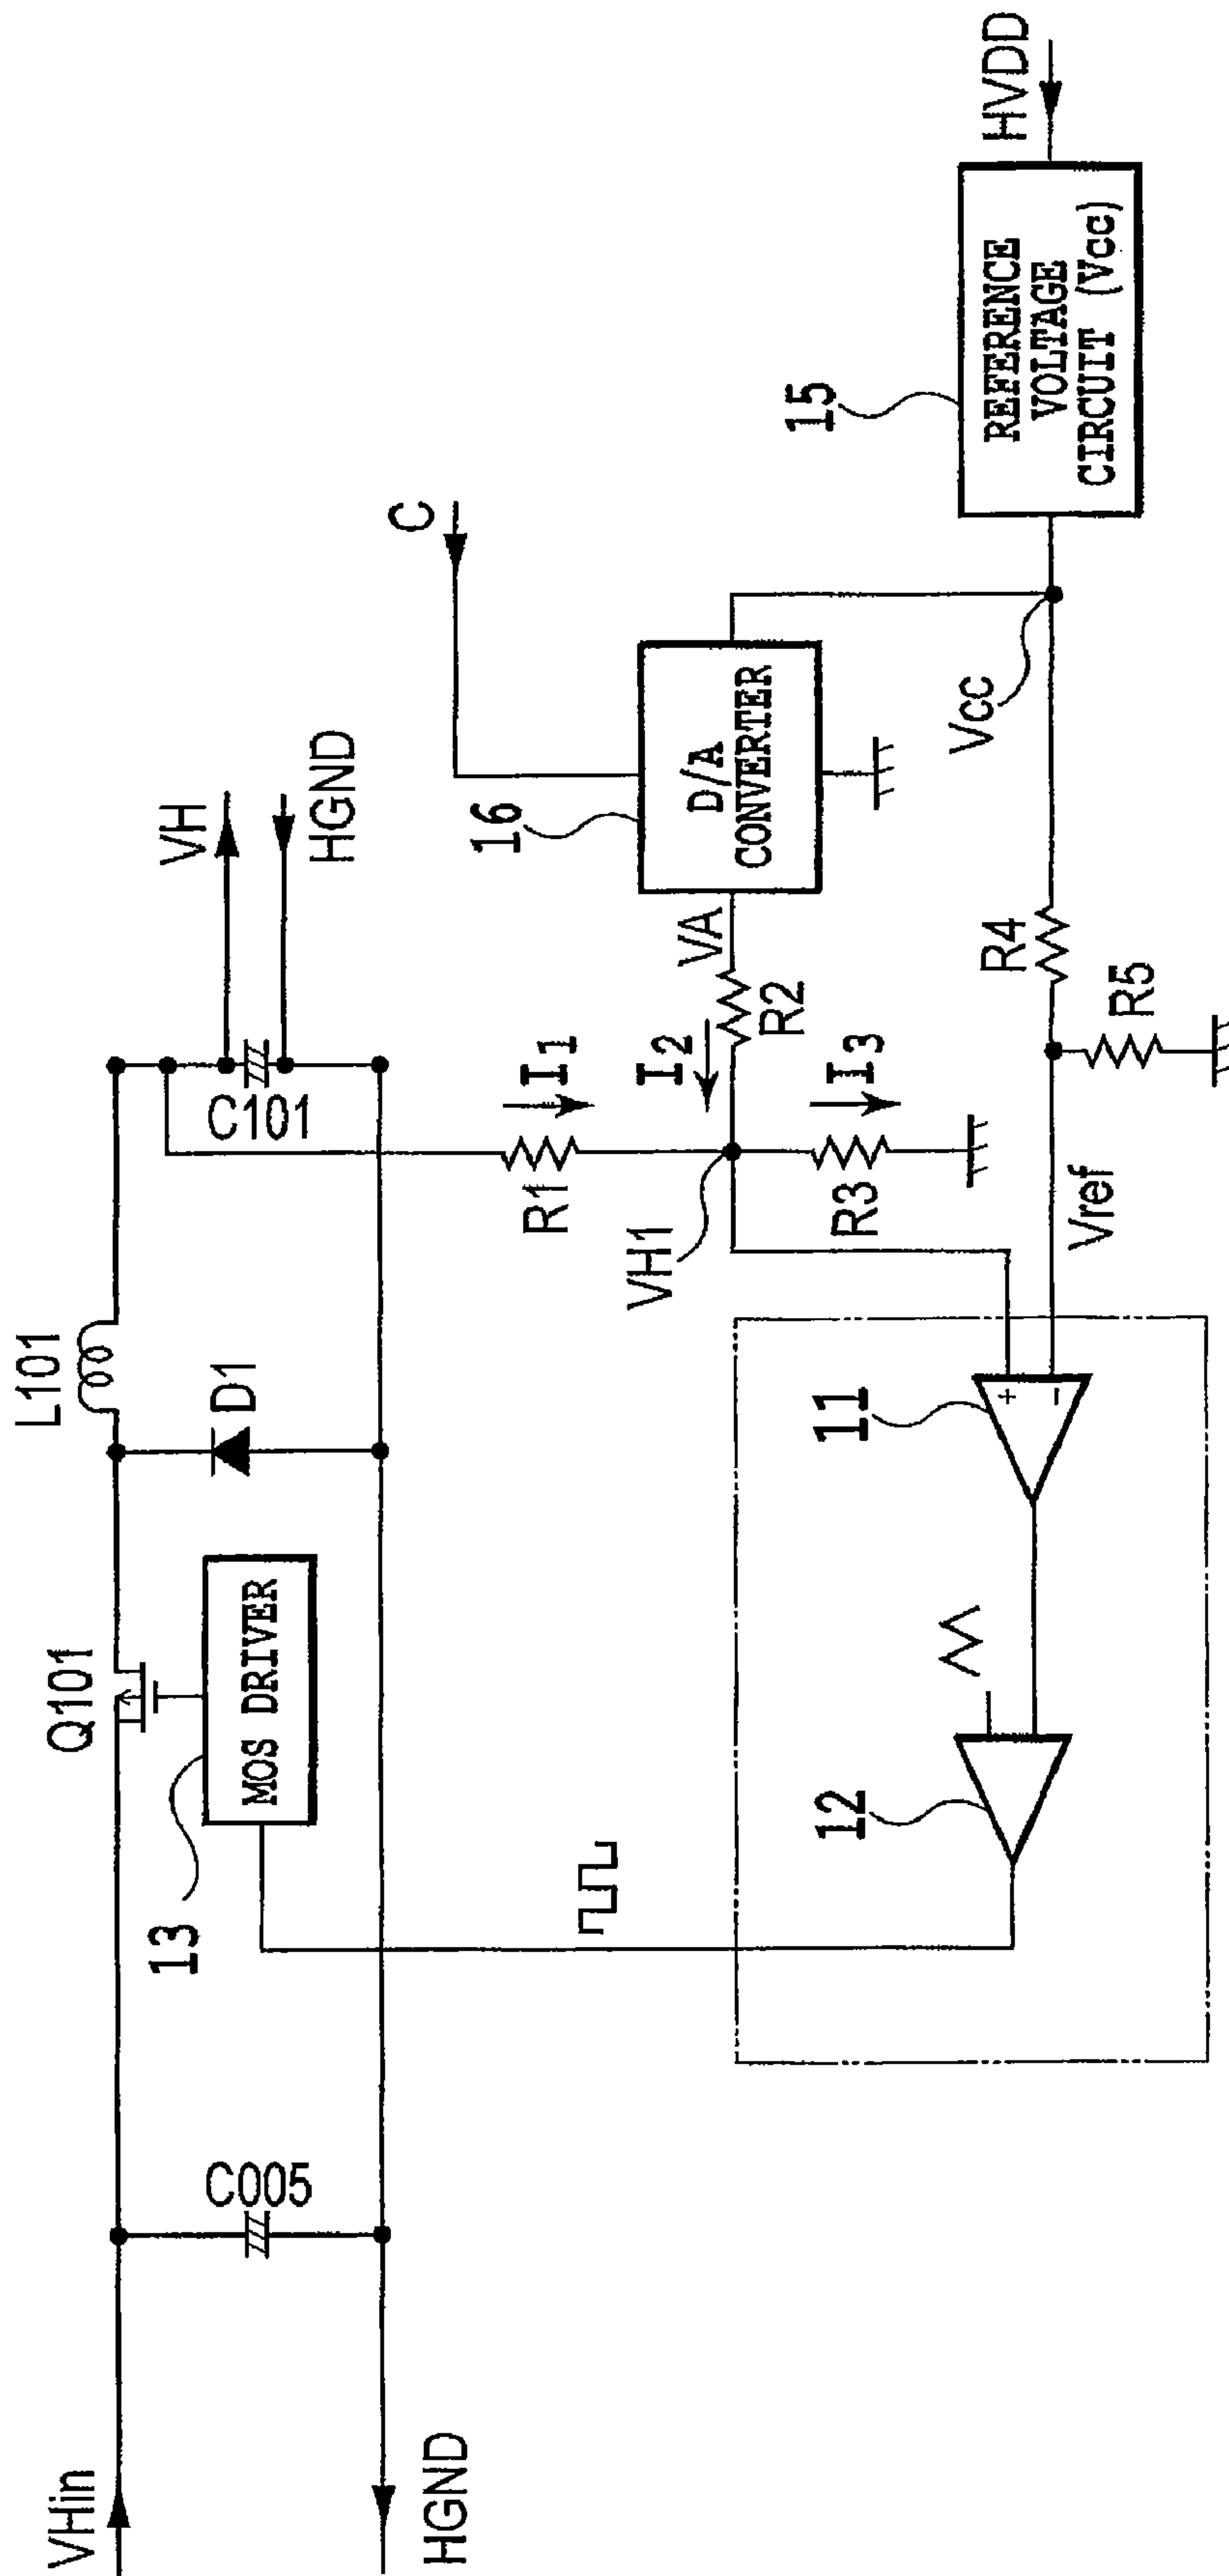 VHin
HGND
C005
Q101
MOS DRIVER
13
L101
D1
C101
VH
HGND
R1
I1
VH1
I2
R2
VA
R3
I3
16
D/A
CONVERTER
C
15
REFERENCE
VOLTAGE
CIRCUIT (Vcc)
HVDD
Vcc
R4
R5
Vref
11
+
-
12